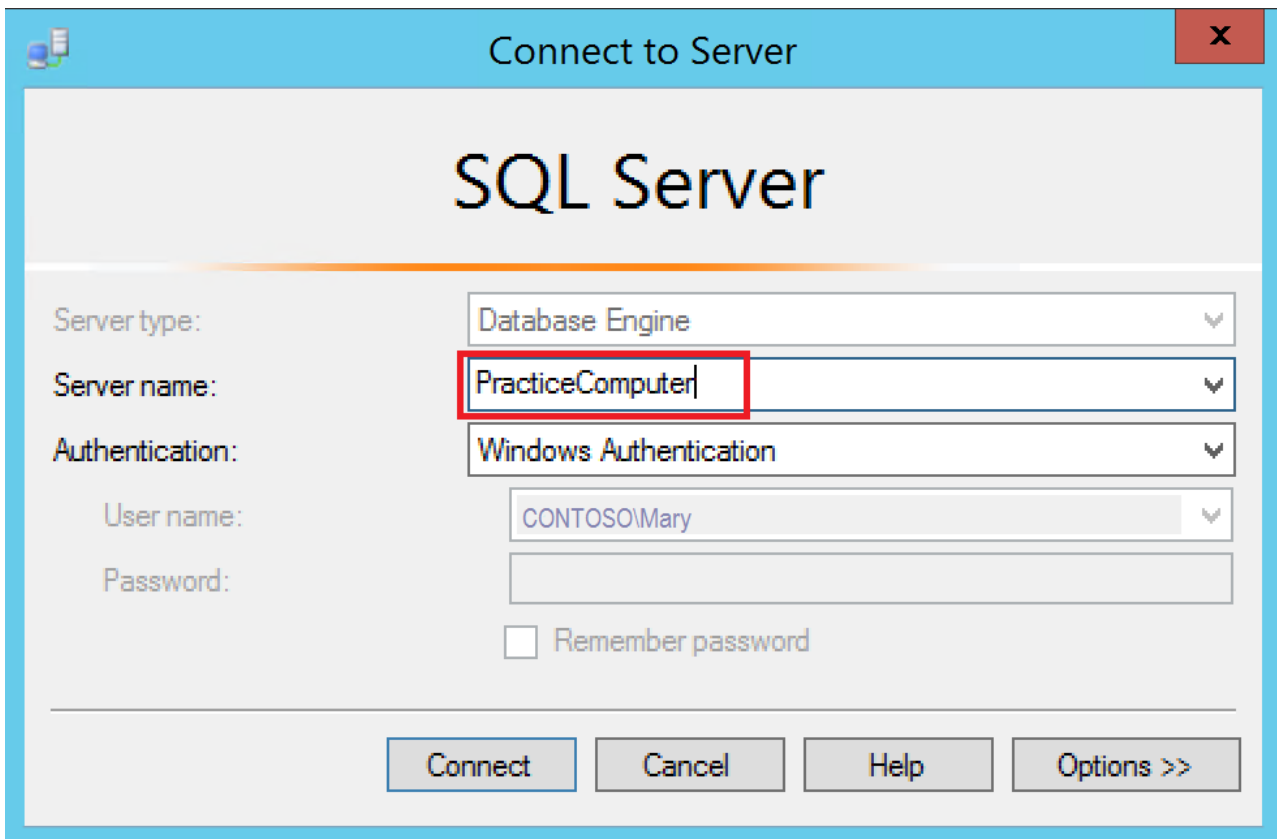 Connect to Server
x
SQL Server
Server type:
Database Engine
Server name:
PracticeComputer
Authentication:
Windows Authentication
User name:
CONTOSO\Mary
Password:
Remember password
Connect
Cancel
Help
Options >>